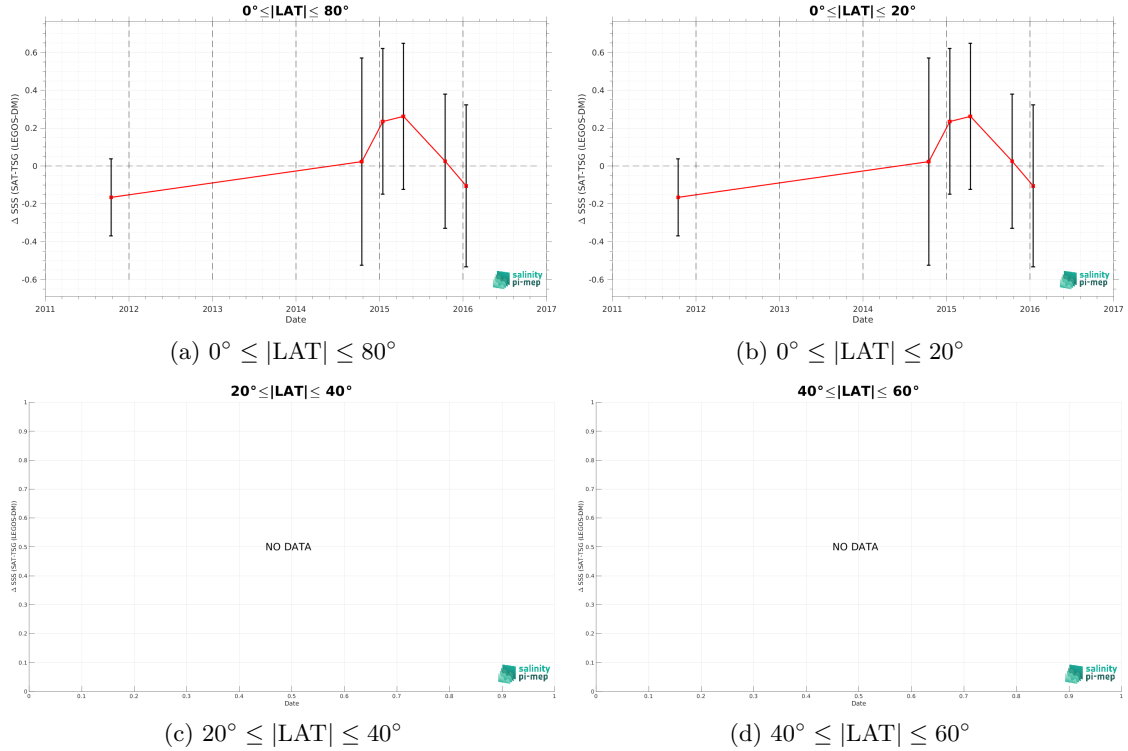 0°≤|LAT|≤ 80°
Δ SSS (SAT-TSG (LEGOS-DM))
0.6
0.4
0.2
0
-0.2
-0.4
-0.6
2011 2012 2013 2014 2015 2016 2017
Date
salinity
pi-mep
(a) 0° ≤ |LAT| ≤ 80°
0°≤|LAT|≤ 20°
Δ SSS (SAT-TSG (LEGOS-DM))
0.6
0.4
0.2
0
-0.2
-0.4
-0.6
2011 2012 2013 2014 2015 2016 2017
Date
salinity
pi-mep
(b) 0° ≤ |LAT| ≤ 20°
20°≤|LAT|≤ 40°
Δ SSS (SAT-TSG (LEGOS-DM))
1
0.9
0.8
0.7
0.6
0.5
0.4
0.3
0.2
0.1
0
NO DATA
0 0.1 0.2 0.3 0.4 0.5 0.6 0.7 0.8 0.9 1
Date
salinity
pi-mep
(c) 20° ≤ |LAT| ≤ 40°
40°≤|LAT|≤ 60°
Δ SSS (SAT-TSG (LEGOS-DM))
1
0.9
0.8
0.7
0.6
0.5
0.4
0.3
0.2
0.1
0
NO DATA
0 0.1 0.2 0.3 0.4 0.5 0.6 0.7 0.8 0.9 1
Date
salinity
pi-mep
(d) 40° ≤ |LAT| ≤ 60°